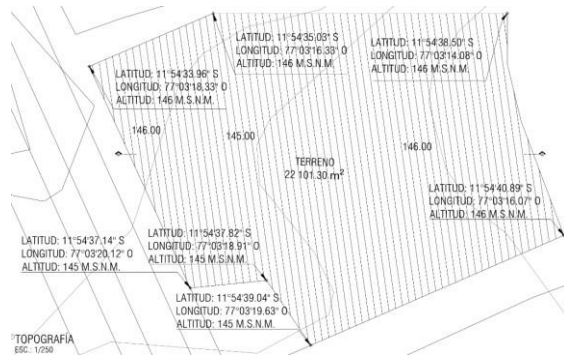 LATITUD: 11°54'35.03" S
LONGITUD: 77°03'16.33" O
ALTITUD: 146 M.S.N.M.
LATITUD: 11°54'38.50" S
LONGITUD: 77°03'14.08" O
ALTITUD: 146 M.S.N.M.
LATITUD: 11°54'33.96" S
LONGITUD: 77°03'18.33" O
ALTITUD: 146 M.S.N.M.
146.00
145.00
146.00
TERRENO
22 101.30 m²
LATITUD: 11°54'40.89" S
LONGITUD: 77°03'16.07" O
ALTITUD: 146 M.S.N.M.
LATITUD: 11°54'37.14" S
LONGITUD: 77°03'20.12" O
ALTITUD: 145 M.S.N.M.
LATITUD: 11°54'37.82" S
LONGITUD: 77°03'18.91" O
ALTITUD: 145 M.S.N.M.
LATITUD: 11°54'39.04" S
LONGITUD: 77°03'19.63" O
ALTITUD: 145 M.S.N.M.
TOPOGRAFÍA
ESC.: 1/250